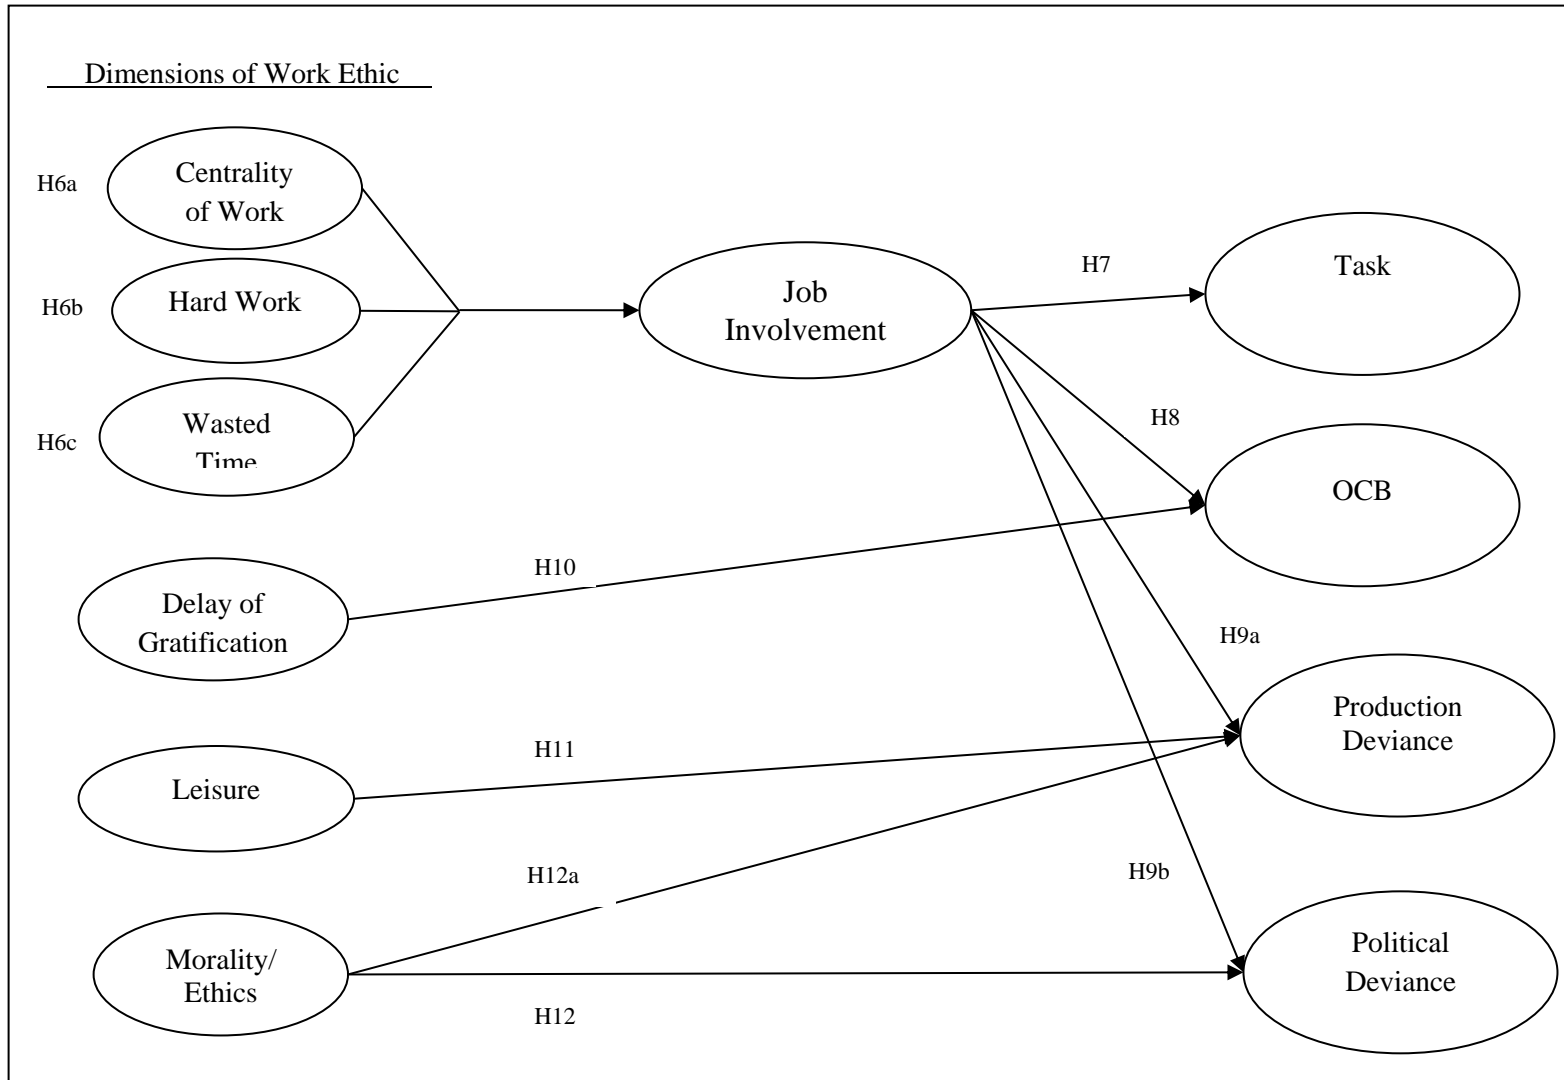 Dimensions of Work Ethic
H6a
Centrality
of Work
H6b
Hard Work
H6c
Wasted
Time
Job
Involvement
H7
Task
H8
OCB
H10
Delay of
Gratification
H9a
Production
Deviance
H11
Leisure
H12a
H9b
Morality/
Ethics
H12
Political
Deviance